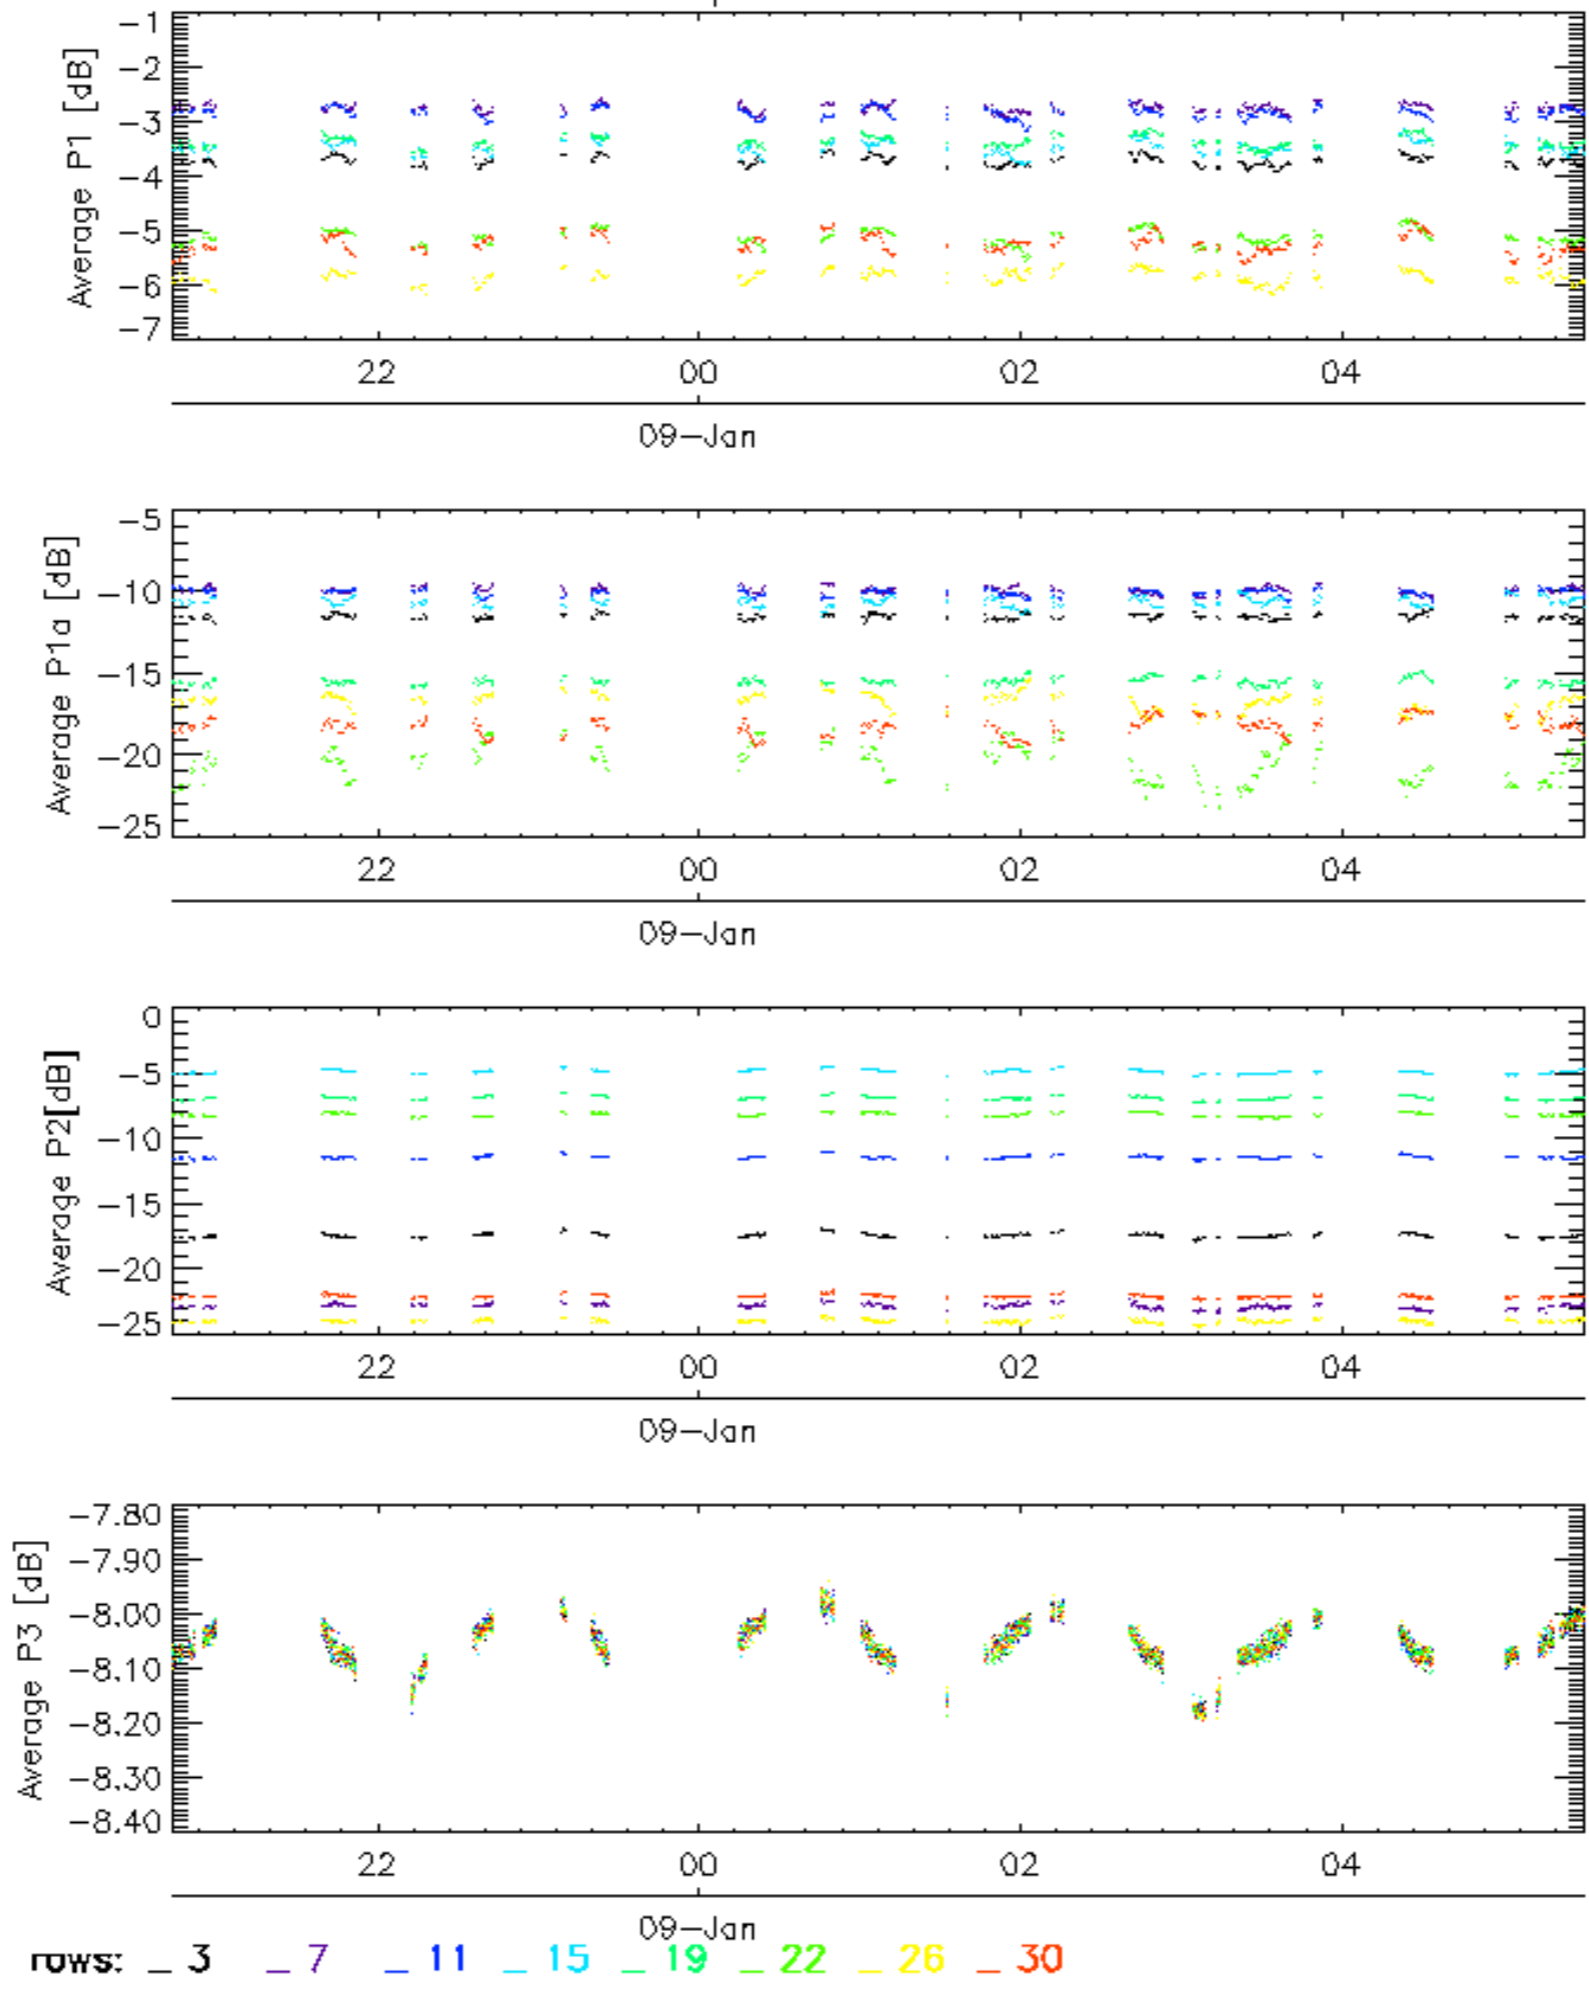 Average P1 [dB]
-1
-2
-3
-4
-5
-6
-7
22 00 02 04
09-Jan
Average P1a [dB]
-5
-10
-15
-20
-25
22 00 02 04
09-Jan
Average P2[dB]
0
-5
-10
-15
-20
-25
22 00 02 04
09-Jan
Average P3 [dB]
-7.80
-7.90
-8.00
-8.10
-8.20
-8.30
-8.40
22 00 02 04
09-Jan
rows: _ 3 _ 7 _ 11 _ 15 _ 19 _ 22 _ 26 _ 30